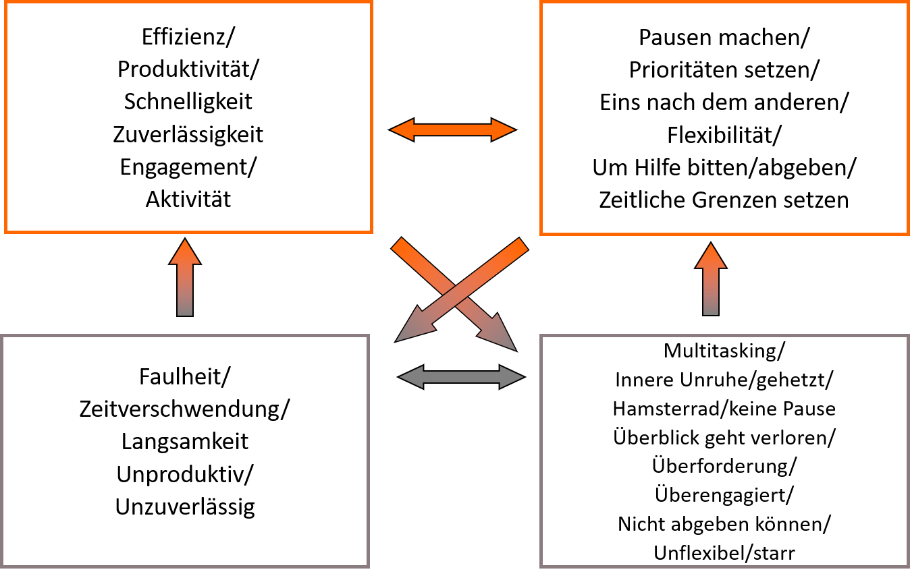 Effizienz/
Produktivität/
Schnelligkeit
Zuverlässigkeit
Engagement/
Aktivität
Pausen machen/
Prioritäten setzen/
Eins nach dem anderen/
Flexibilität/
Um Hilfe bitten/abgeben/
Zeitliche Grenzen setzen
Faulheit/
Zeitverschwendung/
Langsamkeit
Unproduktiv/
Unzuverlässig
Multitasking/
Innere Unruhe/gehetzt/
Hamsterrad/keine Pause
Überblick geht verloren/
Überforderung/
Überengagiert/
Nicht abgeben können/
Unflexibel/starr